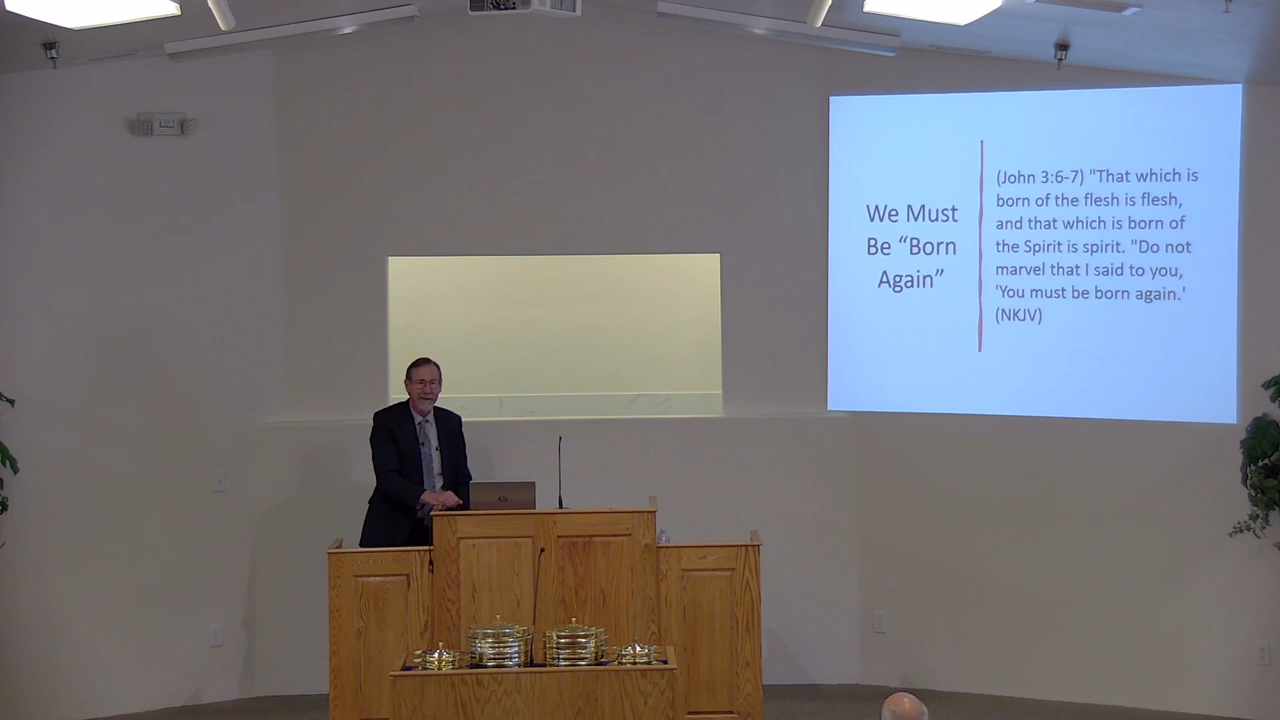 We Must
Be “Born
Again”
(John 3:6-7) "That which is
born of the flesh is flesh,
and that which is born of
the Spirit is spirit. "Do not
marvel that I said to you,
'You must be born again.'
(NKJV)